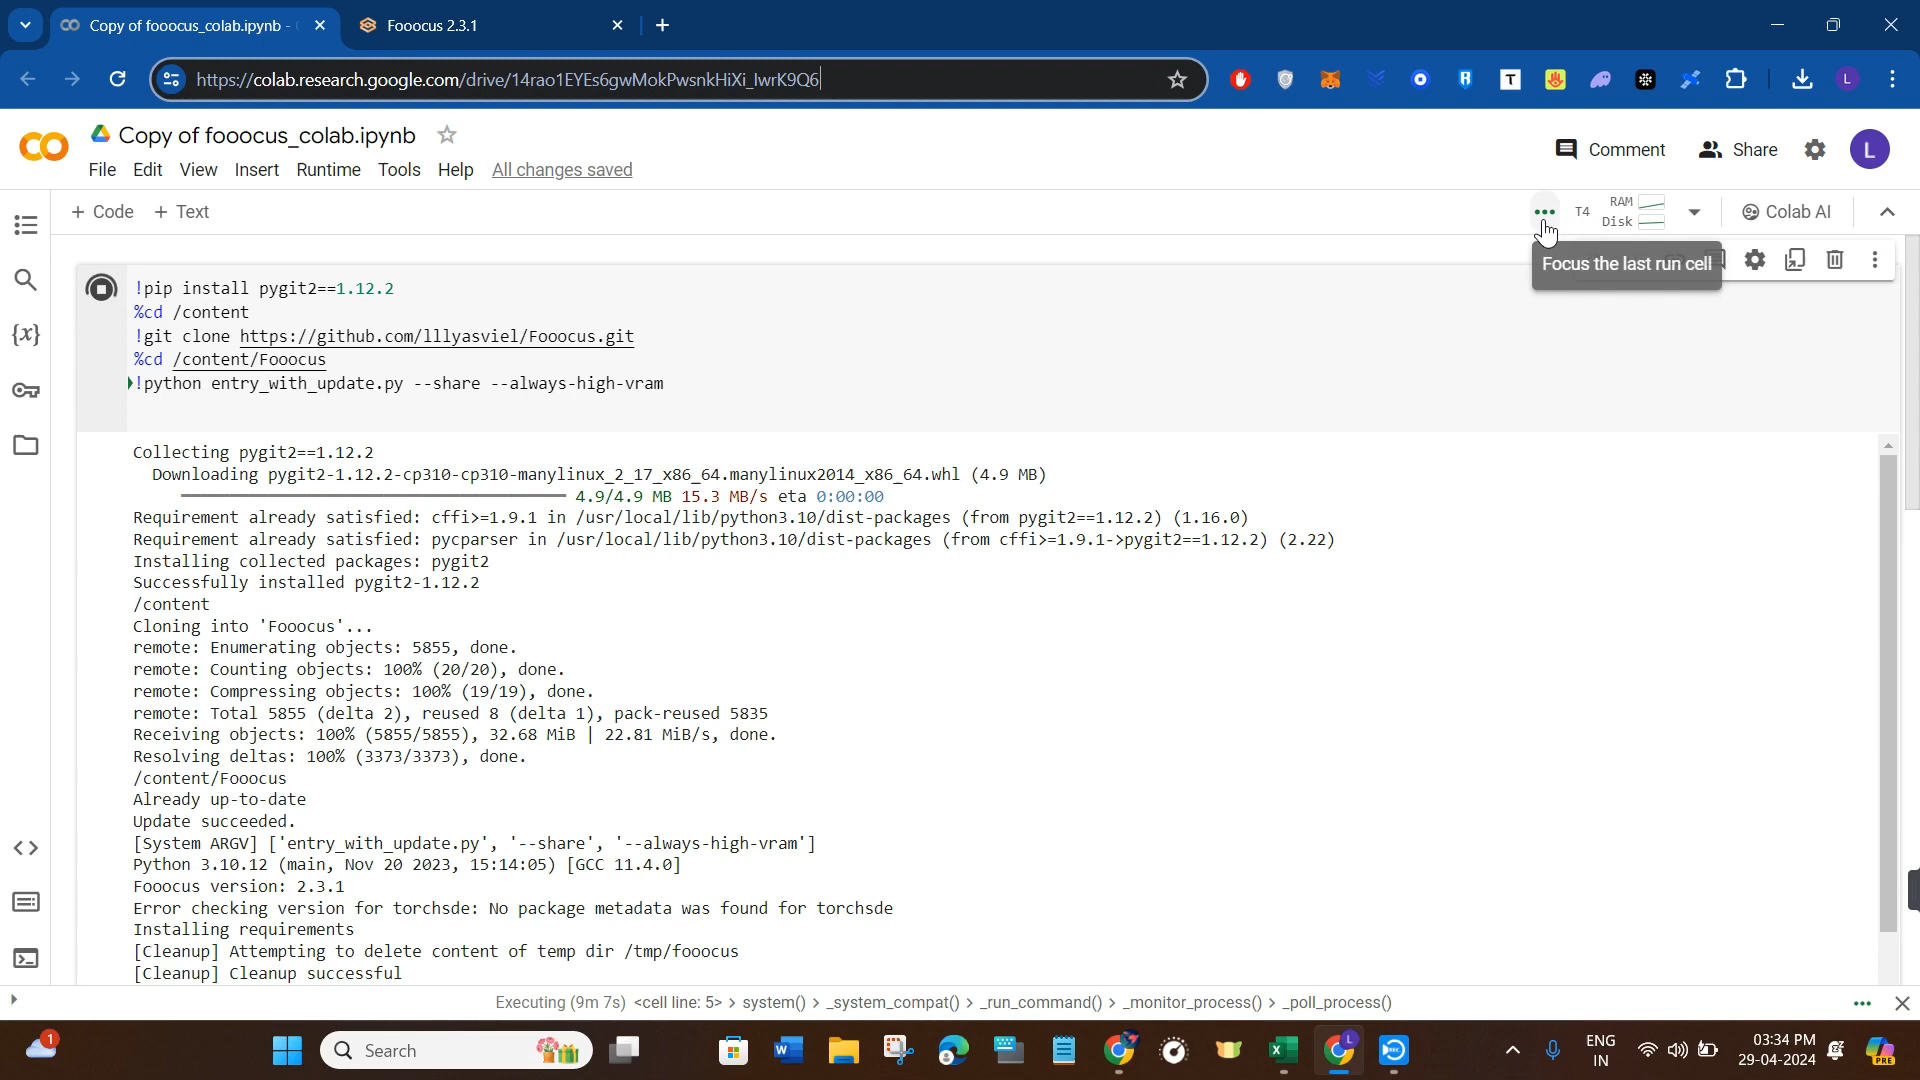 Copy of fooocus_colab.ipynb -
Fooocus 2.3.1
https://colab.research.google.com/drive/14rao1EYEs6gwMokPwsnkHiXi_IwrK9Q6
T
L
Copy of fooocus_colab.ipynb
File Edit View Insert Runtime Tools Help All changes saved
Comment Share L
+ Code + Text
T4 RAM Disk Colab AI
Focus the last run cell
!pip install pygit2==1.12.2
%cd /content
!git clone https://github.com/lllyasviel/Fooocus.git
%cd /content/Fooocus
!python entry_with_update.py --share --always-high-vram
Collecting pygit2==1.12.2
Downloading pygit2-1.12.2-cp310-cp310-manylinux_2_17_x86_64.manylinux2014_x86_64.whl (4.9 MB)
4.9/4.9 MB 15.3 MB/s eta 0:00:00
Requirement already satisfied: cffi>=1.9.1 in /usr/local/lib/python3.10/dist-packages (from pygit2==1.12.2) (1.16.0)
Requirement already satisfied: pycparser in /usr/local/lib/python3.10/dist-packages (from cffi>=1.9.1->pygit2==1.12.2) (2.22)
Installing collected packages: pygit2
Successfully installed pygit2-1.12.2
/content
Cloning into 'Fooocus'...
remote: Enumerating objects: 5855, done.
remote: Counting objects: 100% (20/20), done.
remote: Compressing objects: 100% (19/19), done.
remote: Total 5855 (delta 2), reused 8 (delta 1), pack-reused 5835
Receiving objects: 100% (5855/5855), 32.68 MiB | 22.81 MiB/s, done.
Resolving deltas: 100% (3373/3373), done.
/content/Fooocus
Already up-to-date
Update succeeded.
[System ARGV] ['entry_with_update.py', '--share', '--always-high-vram']
Python 3.10.12 (main, Nov 20 2023, 15:14:05) [GCC 11.4.0]
Fooocus version: 2.3.1
Error checking version for torchsde: No package metadata was found for torchsde
Installing requirements
[Cleanup] Attempting to delete content of temp dir /tmp/fooocus
[Cleanup] Cleanup successful
Executing (9m 7s) <cell line: 5> > system() > _system_compat() > _run_command() > _monitor_process() > _poll_process()
1
Search
ENG
IN
03:34 PM
29-04-2024